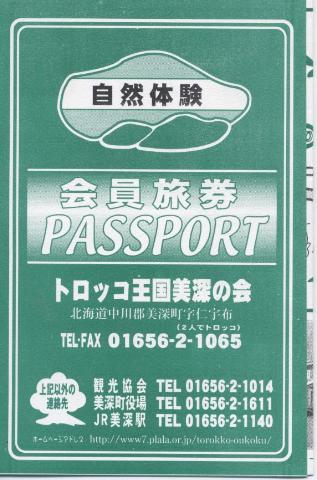 自然体験
会員旅券
PASSPORT
トロッコ王国美深の会
北海道中川郡美深町字仁宇布
(2人でトロッコ)
TEL・FAX 01656-2-1065
上記以外の
連絡先
観光協会 TEL 01656-2-1014
美深町役場 TEL 01656-2-1611
JR美深駅 TEL 01656-2-1140
ホームページアドレス http://www7.plala.or.jp/torokko-oukoku/